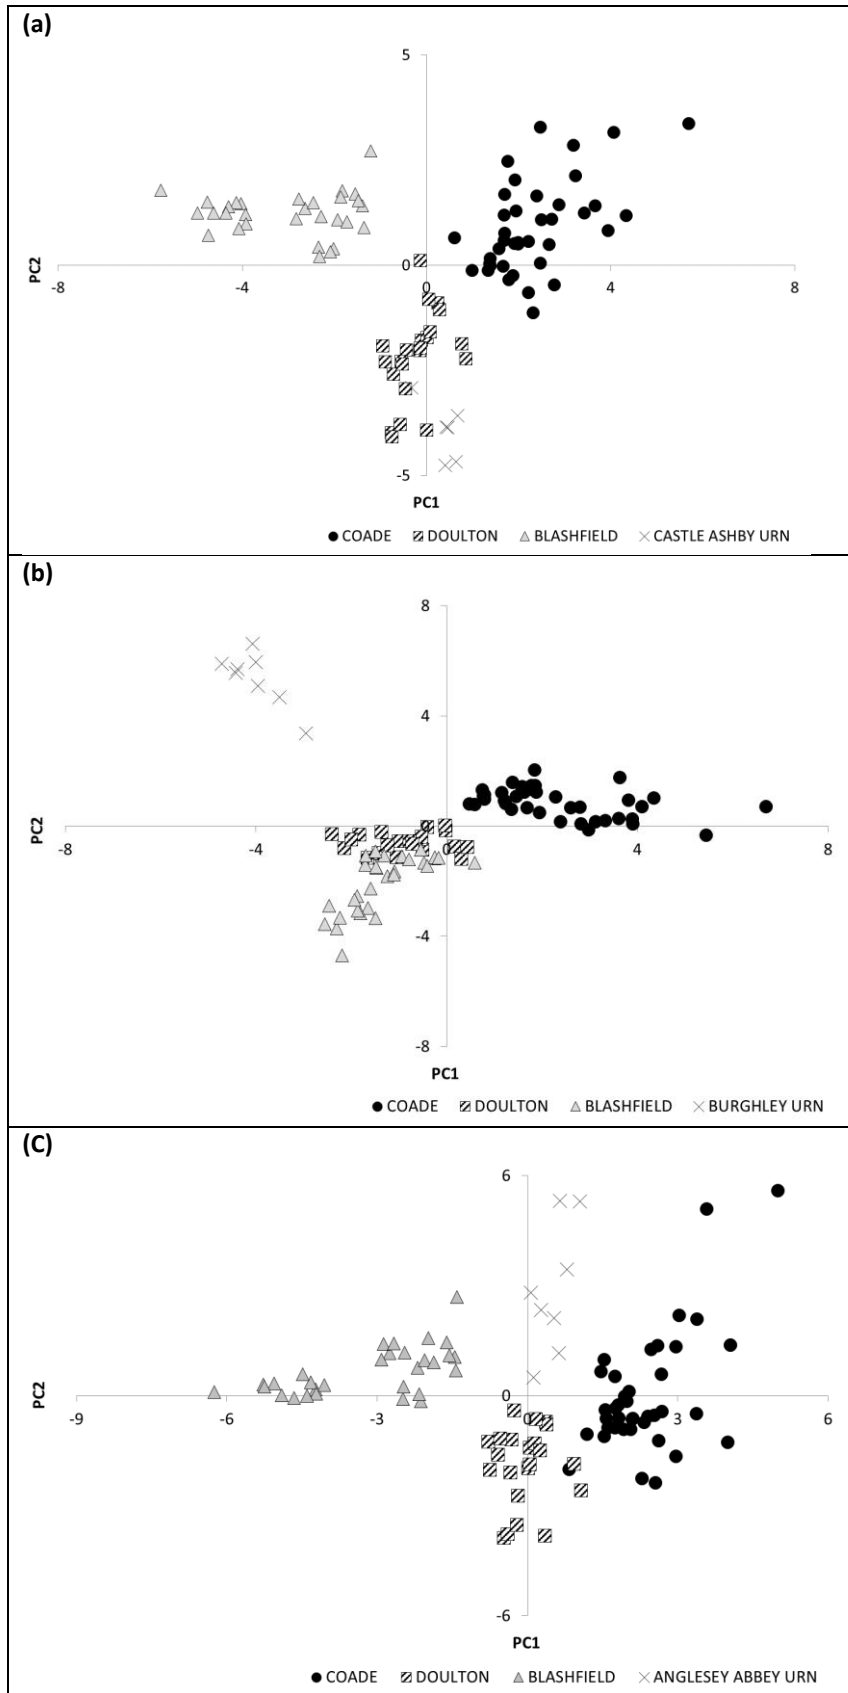 (a)
5
PC2
-8
-4
0
4
8
-5
PC1
COADE DOULTON BLASHFIELD CASTLE ASHBY URN
(b)
8
4
PC2
-8
-4
0
4
8
-4
-8
PC1
COADE DOULTON BLASHFIELD BURGHLEY URN
(C)
6
PC2
-9
-6
-3
0
3
6
-6
PC1
COADE DOULTON BLASHFIELD ANGLESEY ABBEY URN